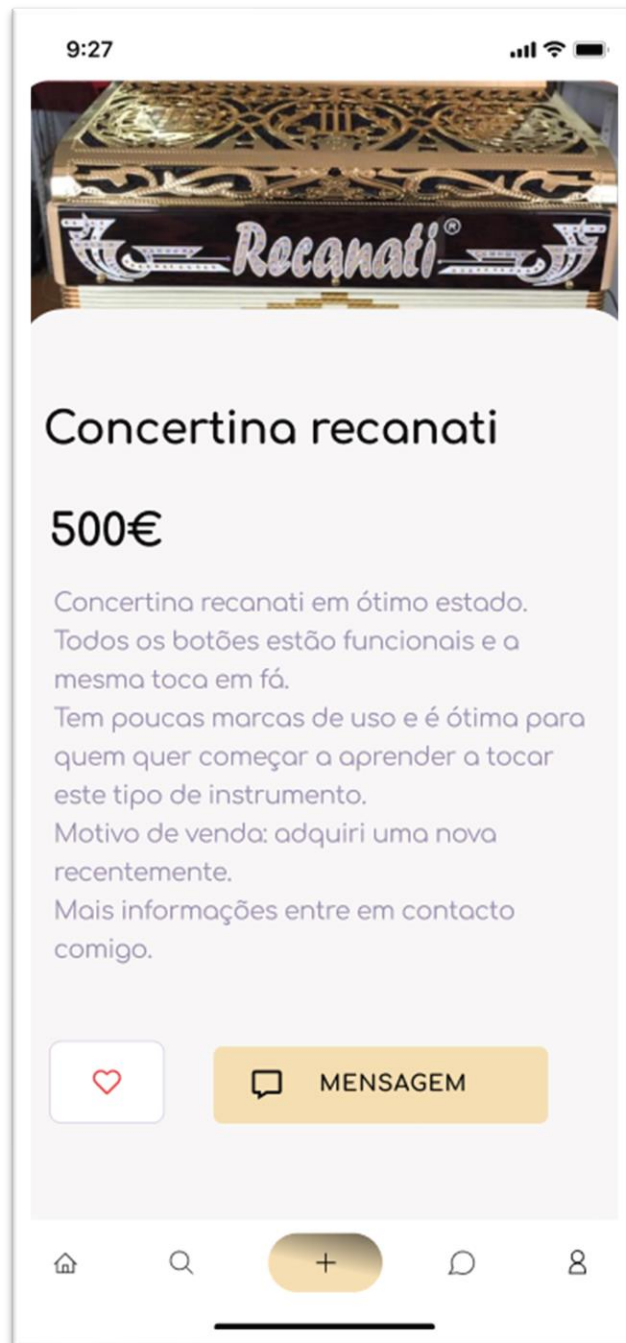 9:27
Recanati®
Concertina recanati
500€
Concertina recanati em ótimo estado.
Todos os botões estão funcionais e a
mesma toca em fá.
Tem poucas marcas de uso e é ótima para
quem quer começar a aprender a tocar
este tipo de instrumento.
Motivo de venda: adquiri uma nova
recentemente.
Mais informações entre em contacto
comigo.
MENSAGEM